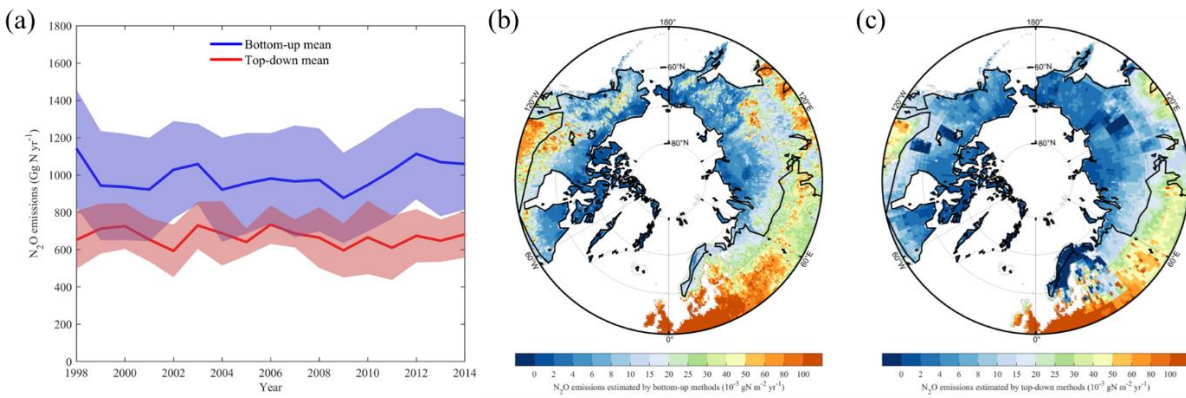 (a)
1800
1600
1400
1200
1000
800
600
400
200
0
N₂O emissions (Gg N yr⁻¹)
Bottom-up mean
Top-down mean
1998 2000 2002 2004 2006 2008 2010 2012 2014
Year
(b)
180°
60°N
120°W
120°E
80°N
60°W
60°E
0°
0 2 4 6 8 10 15 20 25 30 40 50 60 80 100
N₂O emissions estimated by bottom-up methods (10⁻³ gN m⁻² yr⁻¹)
(c)
180°
60°N
120°W
120°E
80°N
60°W
60°E
0°
0 2 4 6 8 10 15 20 25 30 40 50 60 80 100
N₂O emissions estimated by top-down methods (10⁻³ gN m⁻² yr⁻¹)